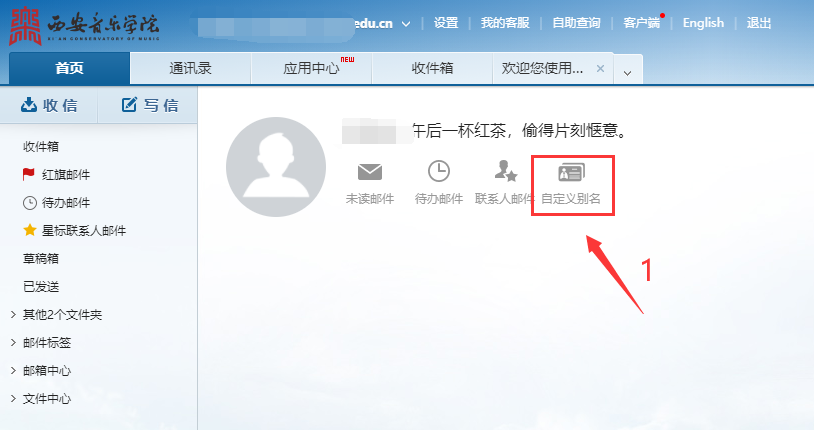 西安音乐学院
XI AN CONSERVATORY OF MUSIC
edu.cn 设置 我的客服 自助查询 客户端 English 退出
首页 通讯录 应用中心 NEW 收件箱 欢迎您使用... ×
收信 写信
午后一杯红茶，偷得片刻惬意。
未读邮件 待办邮件 联系人邮件 自定义别名
1
收件箱
红旗邮件
待办邮件
星标联系人邮件
草稿箱
已发送
其他2个文件夹
邮件标签
邮箱中心
文件中心